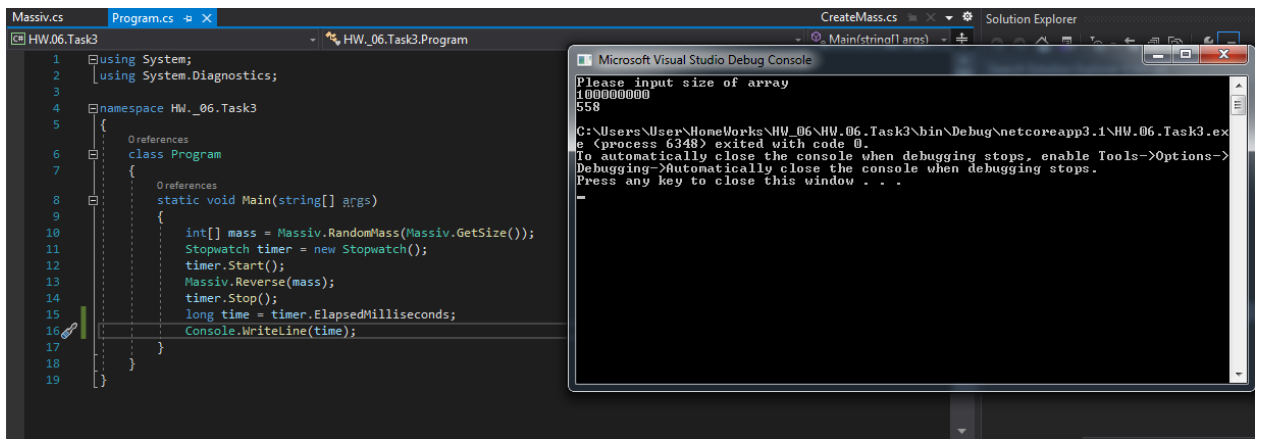 Massiv.cs
Program.cs
CreateMass.cs
Solution Explorer
C# HW.06.Task3
HW._06.Task3.Program
Main(string[] args)
1 using System;
2 using System.Diagnostics;
3
4 namespace HW._06.Task3
5 {
0 references
6 class Program
7 {
0 references
8 static void Main(string[] args)
9 {
10 int[] mass = Massiv.RandomMass(Massiv.GetSize());
11 Stopwatch timer = new Stopwatch();
12 timer.Start();
13 Massiv.Reverse(mass);
14 timer.Stop();
15 long time = timer.ElapsedMilliseconds;
16 Console.WriteLine(time);
17 }
18 }
19 }
Microsoft Visual Studio Debug Console
Please input size of array
100000000
558
C:\Users\User\HomeWorks\HW_06\HW.06.Task3\bin\Debug\netcoreapp3.1\HW.06.Task3.ex
e (process 6348) exited with code 0.
To automatically close the console when debugging stops, enable Tools->Options->
Debugging->Automatically close the console when debugging stops.
Press any key to close this window . . .